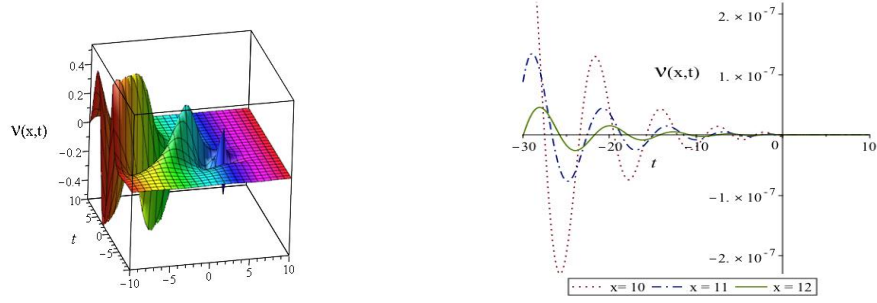 0.4
0.2
0
ν(x,t)
−0.2
−0.4
10
5
0
t
−5
−10
−5
0
5
10
2. × 10⁻⁷
ν(x,t)
1. × 10⁻⁷
−30
−20
−10
0
10
t
−1. × 10⁻⁷
−2. × 10⁻⁷
x= 10 x = 11 x = 12